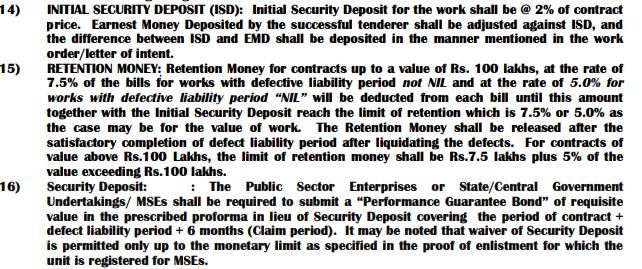 14) INITIAL SECURITY DEPOSIT (ISD): Initial Security Deposit for the work shall be @ 2% of contract
price. Earnest Money Deposited by the successful tenderer shall be adjusted against ISD, and
the difference between ISD and EMD shall be deposited in the manner mentioned in the work
order/letter of intent.
15) RETENTION MONEY: Retention Money for contracts up to a value of Rs. 100 lakhs, at the rate of
7.5% of the bills for works with defective liability period not NIL and at the rate of 5.0% for
works with defective liability period “NIL” will be deducted from each bill until this amount
together with the Initial Security Deposit reach the limit of retention which is 7.5% or 5.0% as
the case may be for the value of work. The Retention Money shall be released after the
satisfactory completion of defect liability period after liquidating the defects. For contracts of
value above Rs.100 Lakhs, the limit of retention money shall be Rs.7.5 lakhs plus 5% of the
value exceeding Rs.100 lakhs.
16) Security Deposit: : The Public Sector Enterprises or State/Central Government
Undertakings/ MSEs shall be required to submit a “Performance Guarantee Bond” of requisite
value in the prescribed proforma in lieu of Security Deposit covering the period of contract +
defect liability period + 6 months (Claim period). It may be noted that waiver of Security Deposit
is permitted only up to the monetary limit as specified in the proof of enlistment for which the
unit is registered for MSEs.